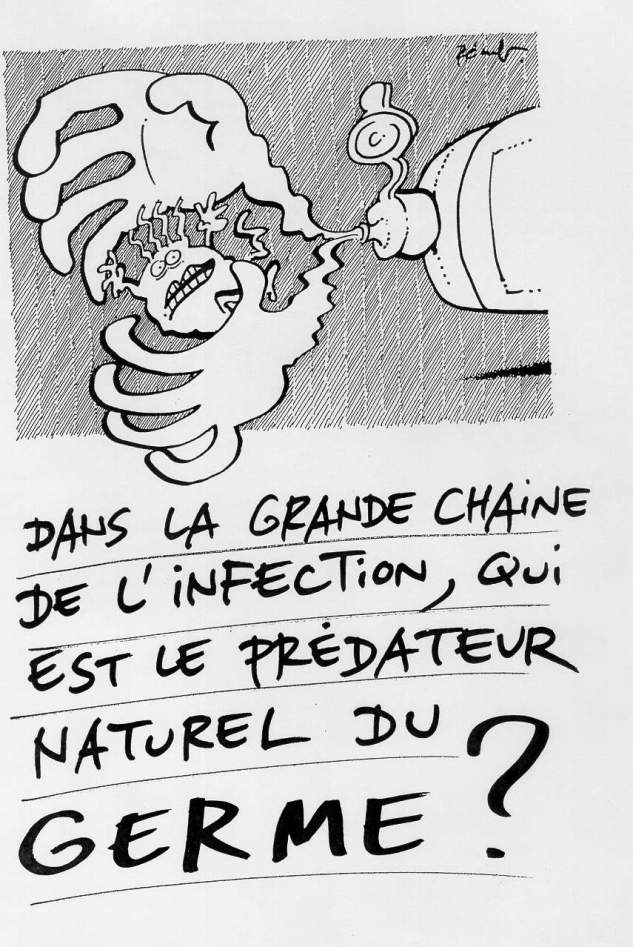 DANS LA GRANDE CHAINE
DE L'INFECTION, QUI
EST LE PRÉDATEUR
NATUREL DU
GERME ?